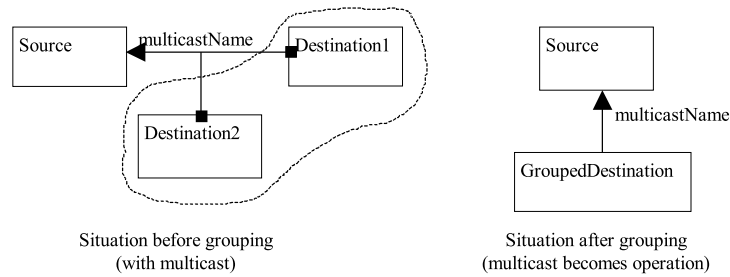 Source
multicastName
Destination1
Destination2
Situation before grouping
(with multicast)
Source
multicastName
GroupedDestination
Situation after grouping
(multicast becomes operation)